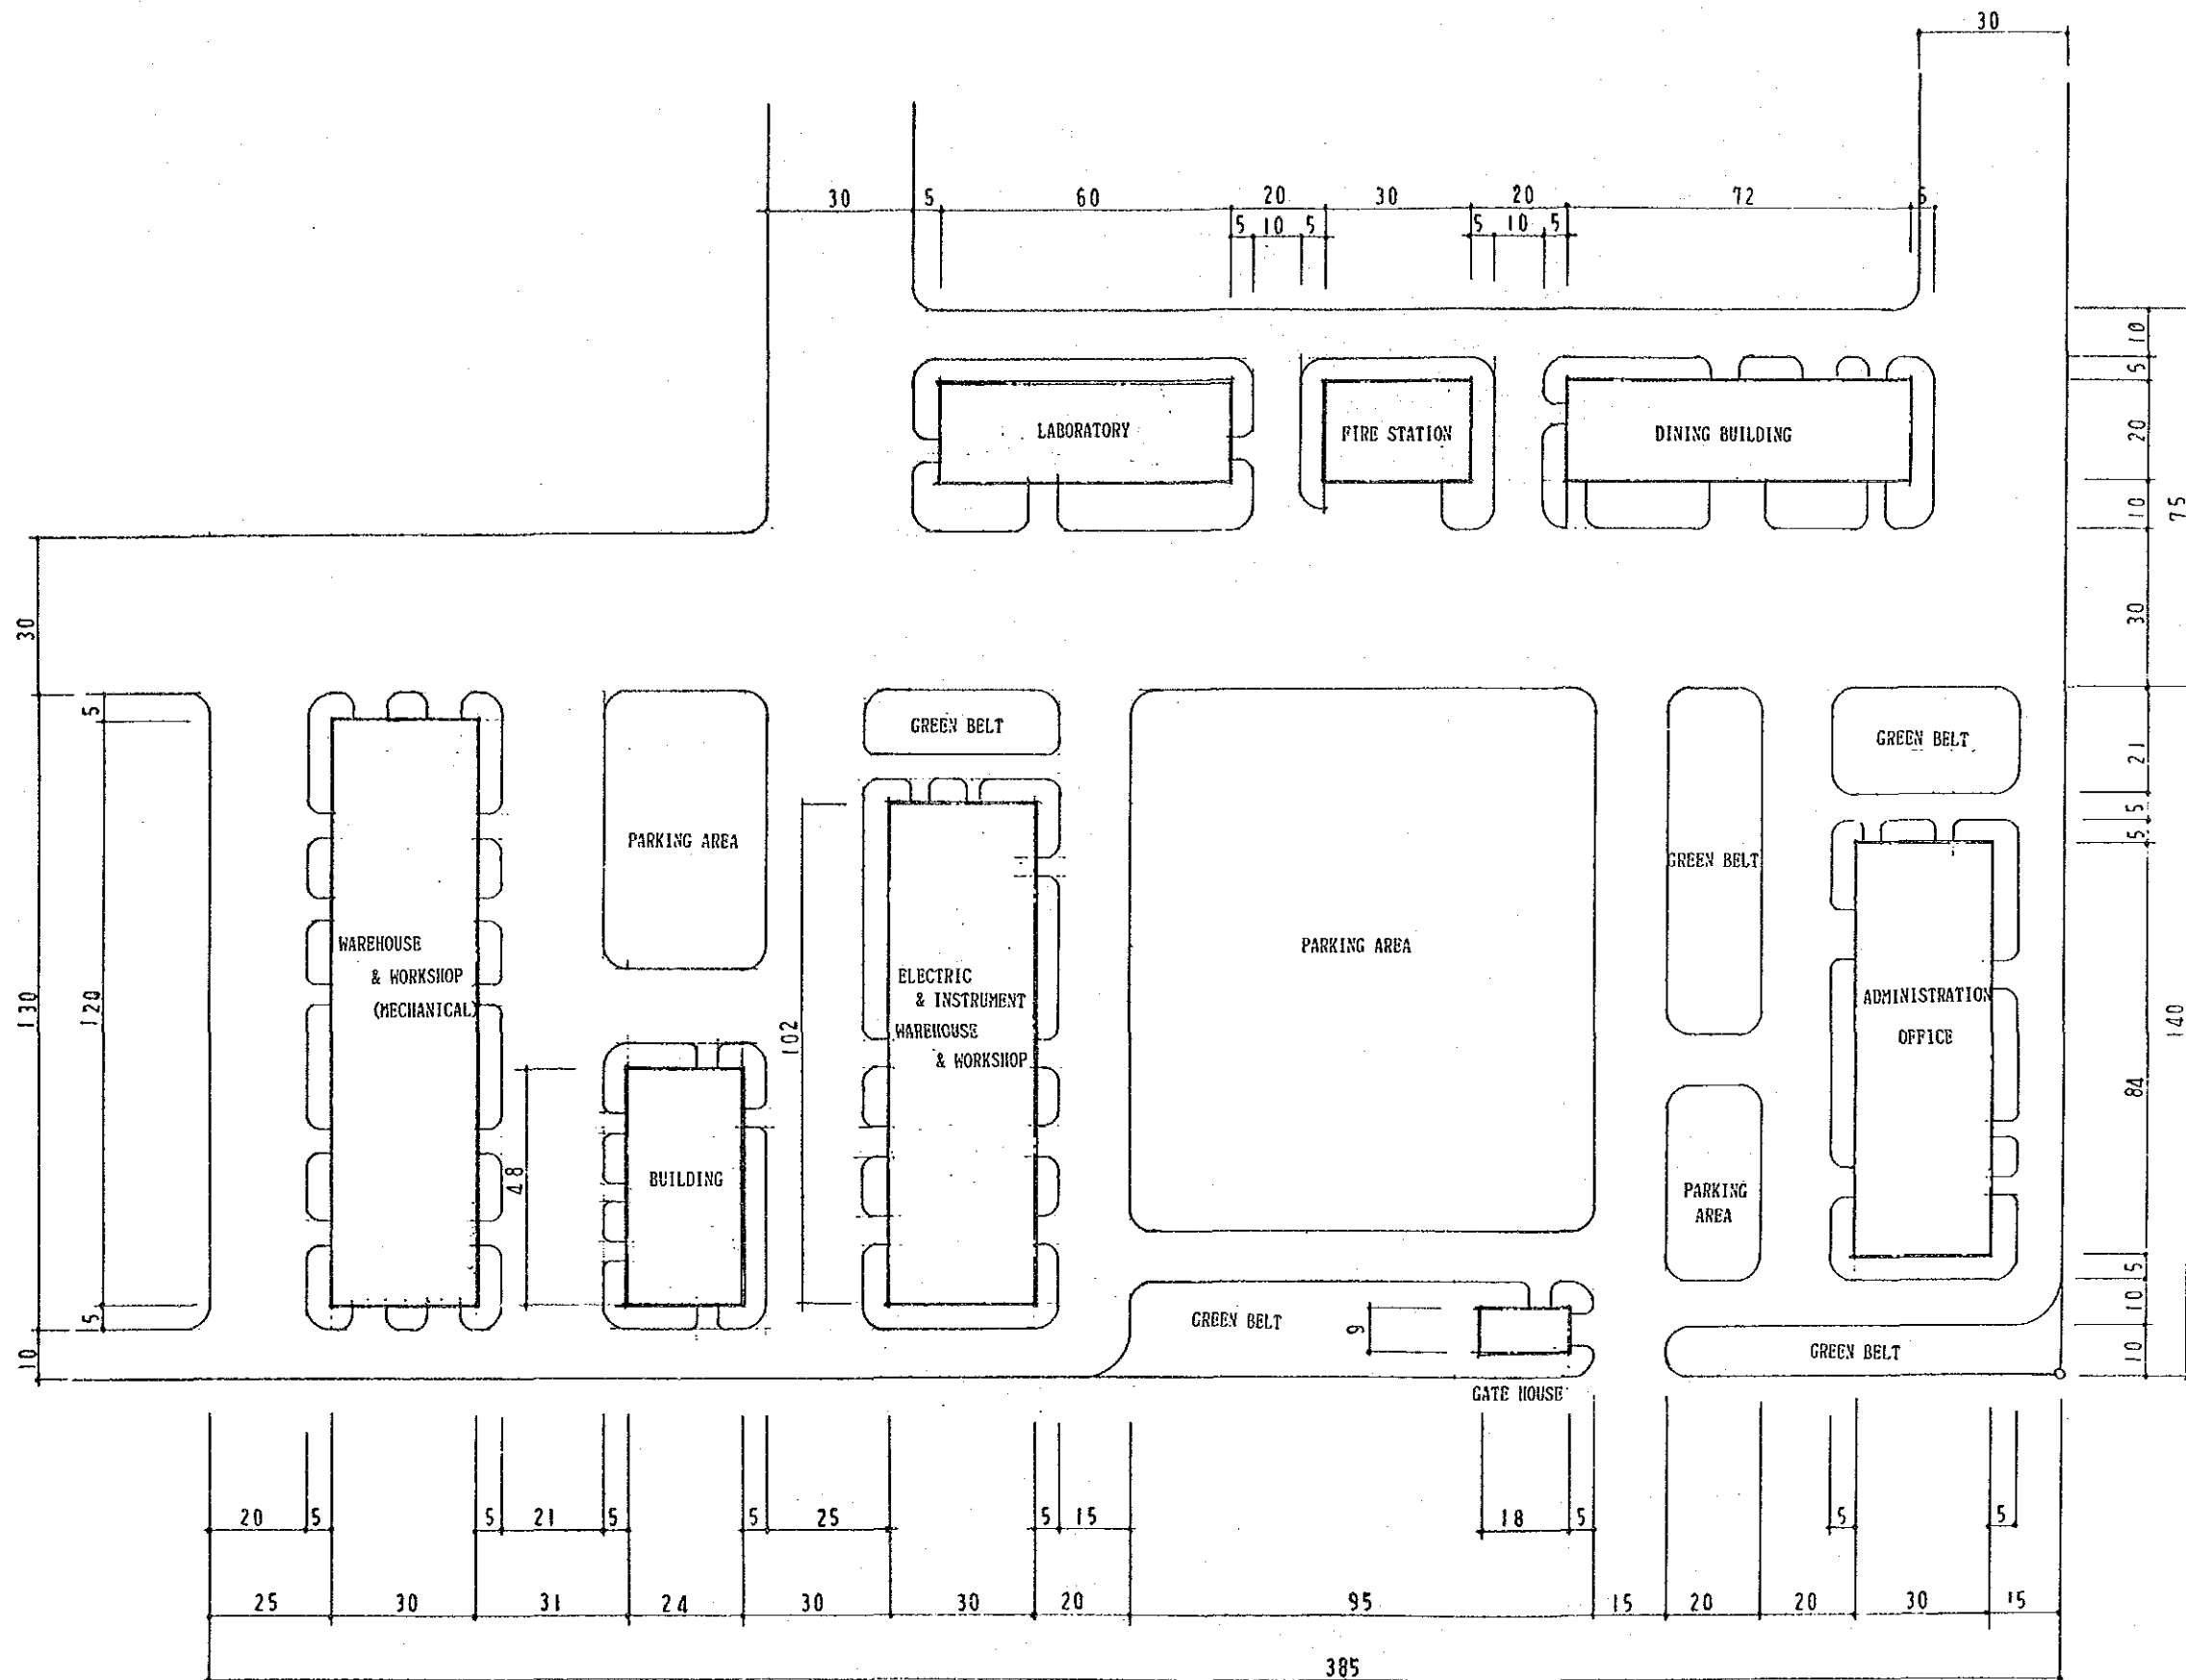 30
30 5 60 20 30 20 72 5
5 10 5 5 10 5
10
5
LABORATORY
FIRE STATION
DINING BUILDING
20
10
75
30
30
5
GREEN BELT
GREEN BELT
21
5
5
PARKING AREA
GREEN BELT
WAREHOUSE
& WORKSHOP
(MECHANICAL)
PARKING AREA
ELECTRIC
& INSTRUMENT
WAREHOUSE
& WORKSHOP
ADMINISTRATION
OFFICE
130
120
102
140
84
48
BUILDING
PARKING
AREA
5
10
5
10
10
GREEN BELT
9
GREEN BELT
GATE HOUSE
20 5 5 21 5 5 25 5 15 18 5 5 5
25 30 31 24 30 30 20 95 15 20 20 30 15
385